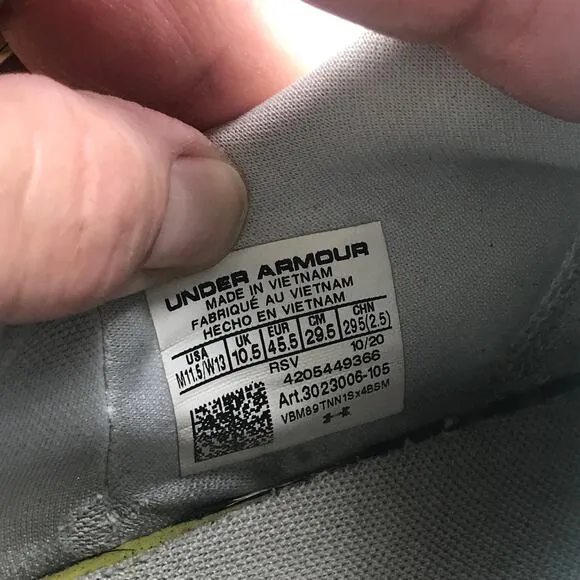 UNDER ARMOUR
MADE IN VIETNAM
FABRIQUÉ AU VIETNAM
HECHO EN VIETNAM
USA UK EUR CM CHN
M11.5/W13 10.5 45.5 29.5 295(2.5)
RSV 10/20
4205449366
Art.3023006-105
VBM89TNN1Sx4BSM